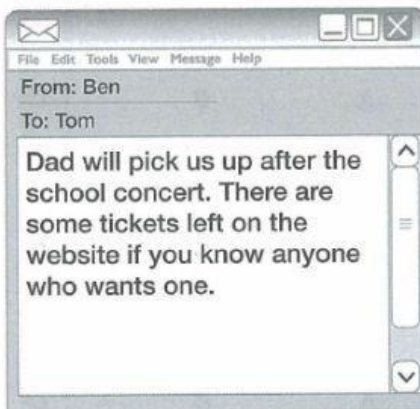 File Edit Tools View Message Help
From: Ben
To: Tom
Dad will pick us up after the
school concert. There are
some tickets left on the
website if you know anyone
who wants one.